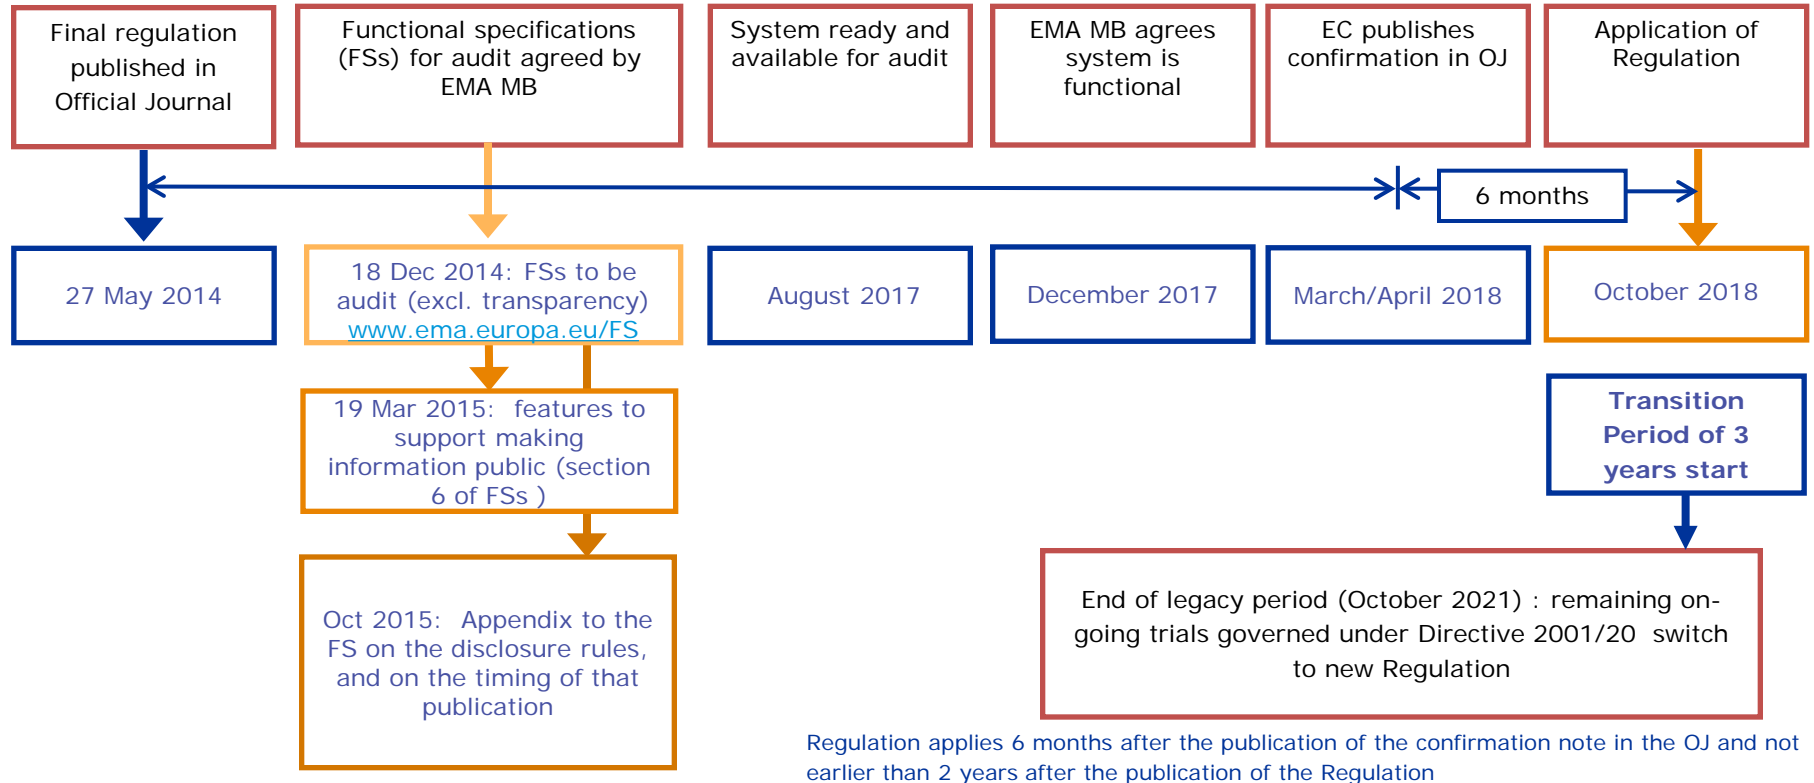 Final regulation
published in
Official Journal
Functional specifications
(FSs) for audit agreed by
EMA MB
System ready and
available for audit
EMA MB agrees
system is
functional
EC publishes
confirmation in OJ
Application of
Regulation
6 months
27 May 2014
18 Dec 2014: FSs to be
audit (excl. transparency)
www.ema.europa.eu/FS
August 2017
December 2017
March/April 2018
October 2018
19 Mar 2015:  features to
support making
information public (section
6 of FSs )
Transition
Period of 3
years start
Oct 2015:  Appendix to the
FS on the disclosure rules,
and on the timing of that
publication
End of legacy period (October 2021) : remaining on-
going trials governed under Directive 2001/20  switch
to new Regulation
Regulation applies 6 months after the publication of the confirmation note in the OJ and not
earlier than 2 years after the publication of the Regulation